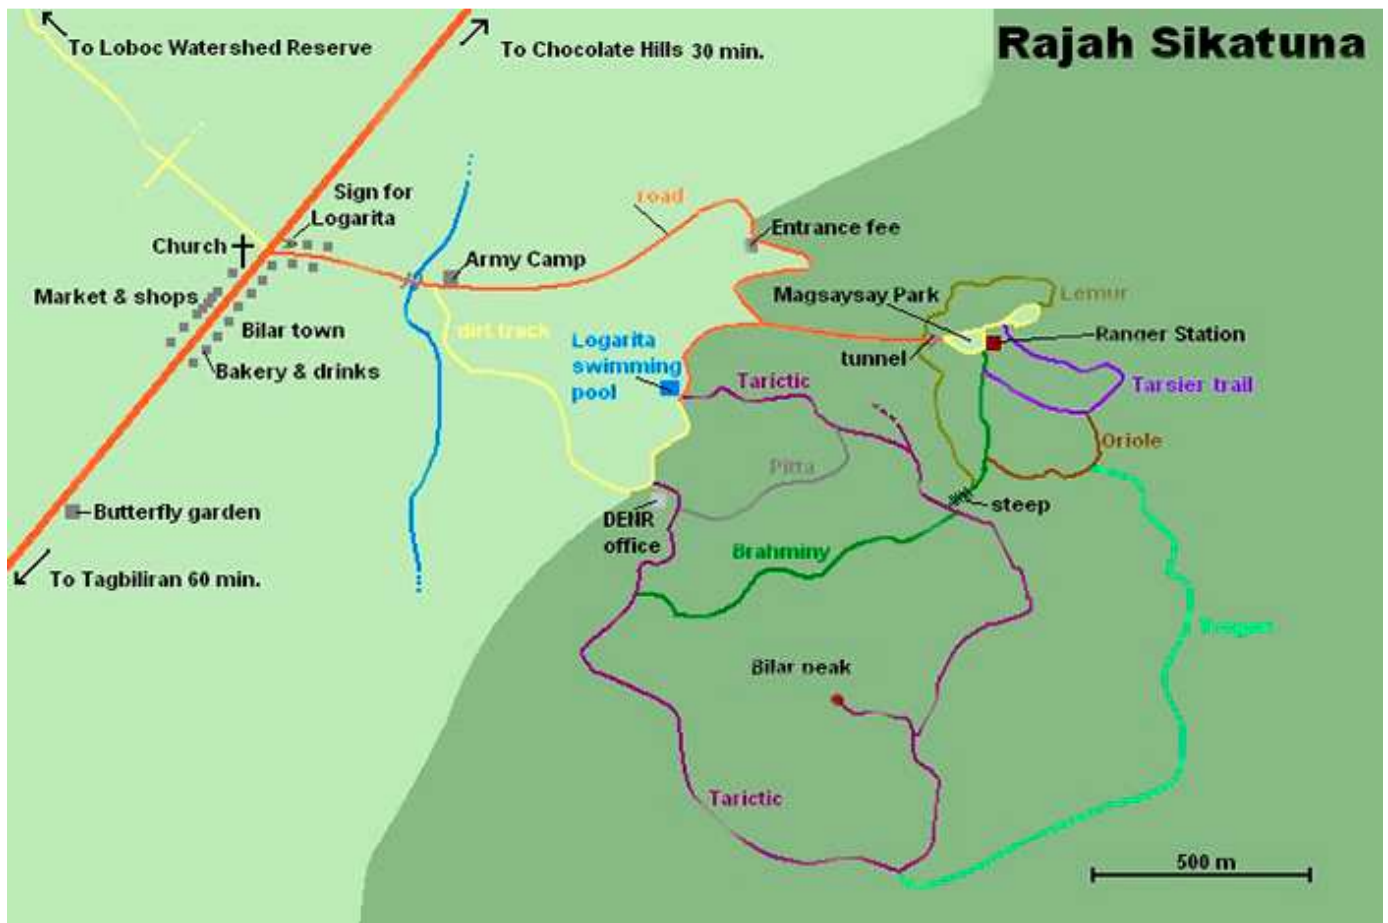 To Loboc Watershed Reserve
To Chocolate Hills 30 min.
Rajah Sikatuna
Sign for
Logarita
road
Church
Entrance fee
Army Camp
Market & shops
Magsaysay Park
Lemur
Bilar town
dirt track
Logarita
swimming
pool
tunnel
Ranger Station
Bakery & drinks
Tarictic
Tarsier trail
Oriole
Pitta
steep
Butterfly garden
DENR
office
Brahminy
To Tagbiliran 60 min.
Bilar peak
Tarictic
500 m